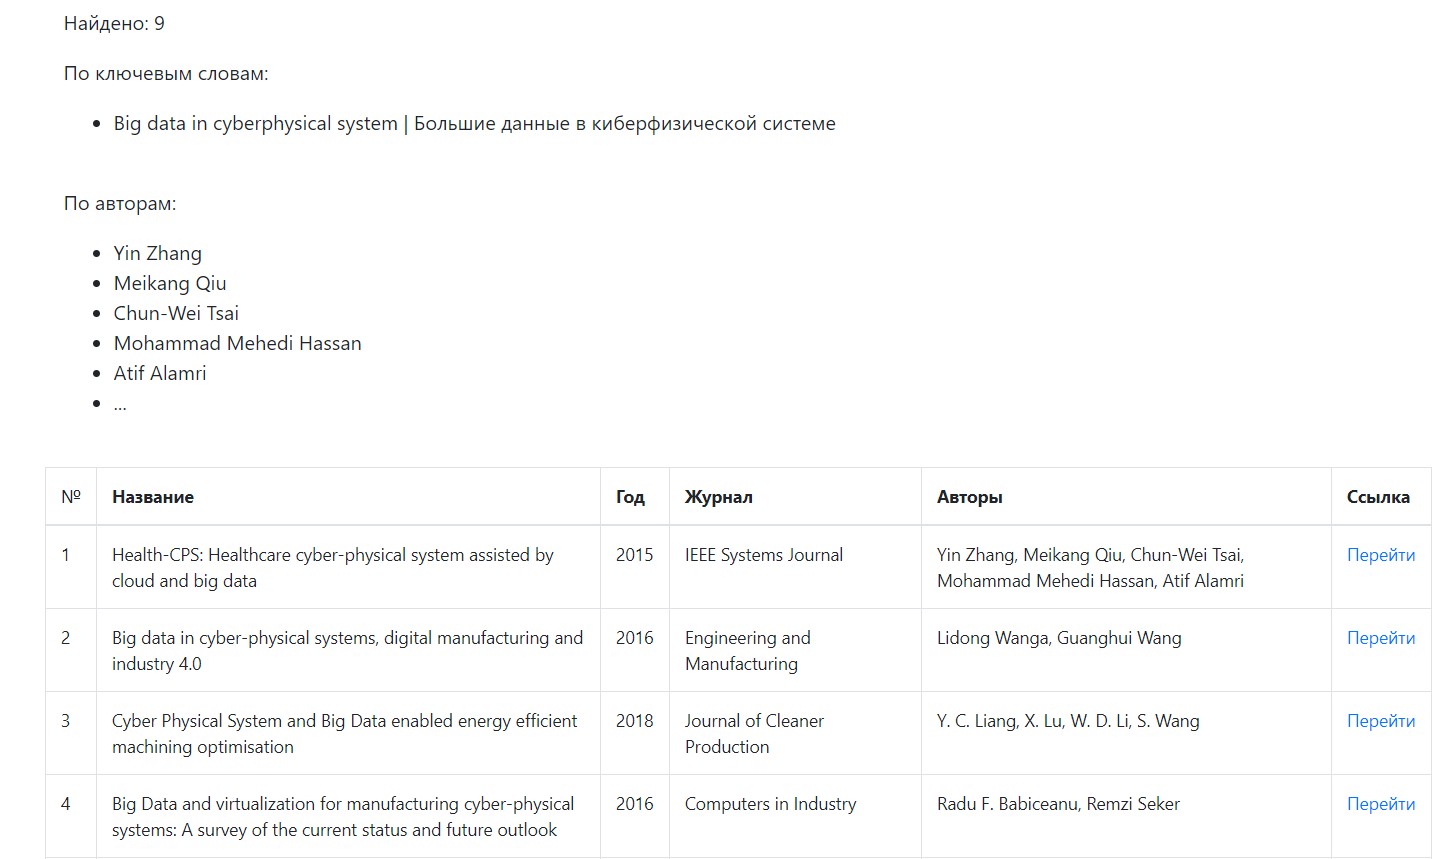 Найдено: 9
По ключевым словам:
• Big data in cyberphysical system | Большие данные в киберфизической системе
По авторам:
• Yin Zhang
• Meikang Qiu
• Chun-Wei Tsai
• Mohammad Mehedi Hassan
• Atif Alamri
• ...
№ Название Год Журнал Авторы Ссылка
1 Health-CPS: Healthcare cyber-physical system assisted by 2015 IEEE Systems Journal Yin Zhang, Meikang Qiu, Chun-Wei Tsai, Перейти
cloud and big data Mohammad Mehedi Hassan, Atif Alamri
2 Big data in cyber-physical systems, digital manufacturing and 2016 Engineering and Lidong Wanga, Guanghui Wang Перейти
industry 4.0 Manufacturing
3 Cyber Physical System and Big Data enabled energy efficient 2018 Journal of Cleaner Y. C. Liang, X. Lu, W. D. Li, S. Wang Перейти
machining optimisation Production
4 Big Data and virtualization for manufacturing cyber-physical 2016 Computers in Industry Radu F. Babiceanu, Remzi Seker Перейти
systems: A survey of the current status and future outlook